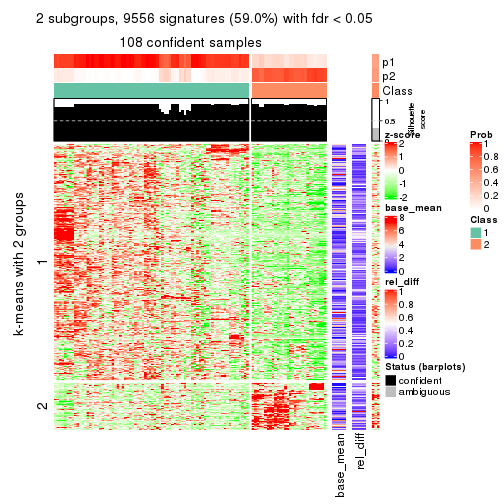 2 subgroups, 9556 signatures (59.0%) with fdr < 0.05
108 confident samples
p1
p2
Class
1
0.5
Silhouette
score
z-score
2
1
0
-1
-2
base_mean
8
6
4
2
0
rel_diff
1
0.8
0.6
0.4
0.2
0
Status (barplots)
confident
ambiguous
Prob
1
0.8
0.6
0.4
0.2
0
Class
1
2
k-means with 2 groups
1
2
base_mean
rel_diff